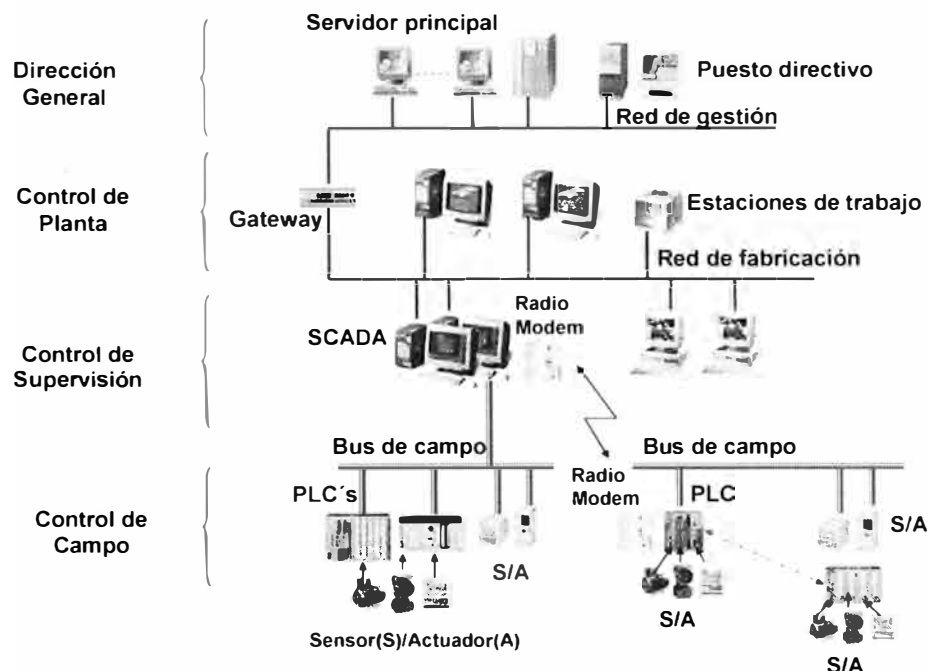 Servidor principal
Dirección
General
Puesto directivo
Red de gestión
Control de
Planta
Gateway
Estaciones de trabajo
Red de fabricación
Control de
Supervisión
SCADA
Radio
Modem
Bus de campo
Bus de campo
Control de
Campo
PLC´s
S/A
Sensor(S)/Actuador(A)
Radio
Modem
PLC
S/A
S/A
S/A